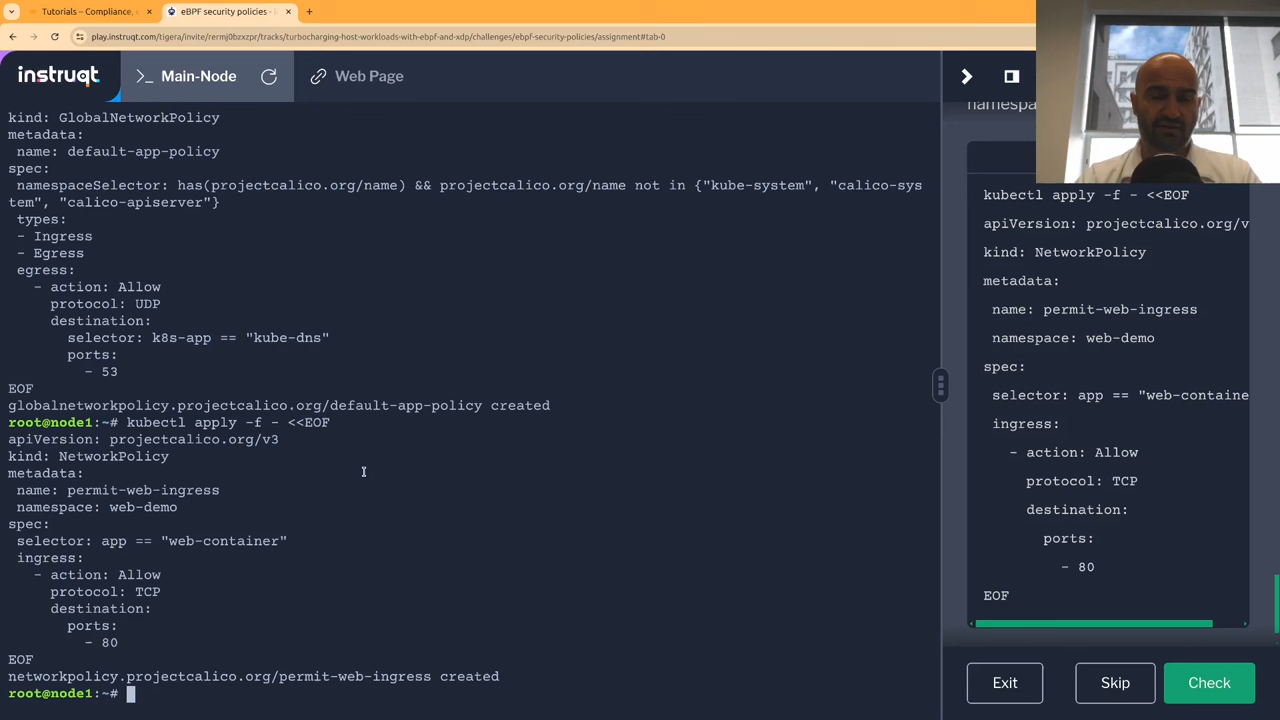 Tutorials – Compliance,
eBPF security policies -
play.instruqt.com/tigera/invite/rermj0bzxzpr/tracks/turbocharging-host-workloads-with-ebpf-and-xdp/challenges/ebpf-security-policies/assignment#tab-0
instruqt
>_ Main-Node
Web Page
kind: GlobalNetworkPolicy
metadata:
name: default-app-policy
spec:
namespaceSelector: has(projectcalico.org/name) && projectcalico.org/name not in {"kube-system", "calico-sys
tem", "calico-apiserver"}
types:
- Ingress
- Egress
egress:
- action: Allow
protocol: UDP
destination:
selector: k8s-app == "kube-dns"
ports:
- 53
EOF
globalnetworkpolicy.projectcalico.org/default-app-policy created
root@node1:~# kubectl apply -f - <<EOF
apiVersion: projectcalico.org/v3
kind: NetworkPolicy
metadata:
name: permit-web-ingress
namespace: web-demo
spec:
selector: app == "web-container"
ingress:
- action: Allow
protocol: TCP
destination:
ports:
- 80
EOF
networkpolicy.projectcalico.org/permit-web-ingress created
root@node1:~#
namespa
kubectl apply -f - <<EOF
apiVersion: projectcalico.org/v
kind: NetworkPolicy
metadata:
name: permit-web-ingress
namespace: web-demo
spec:
selector: app == "web-containe
ingress:
- action: Allow
protocol: TCP
destination:
ports:
- 80
EOF
Exit
Skip
Check